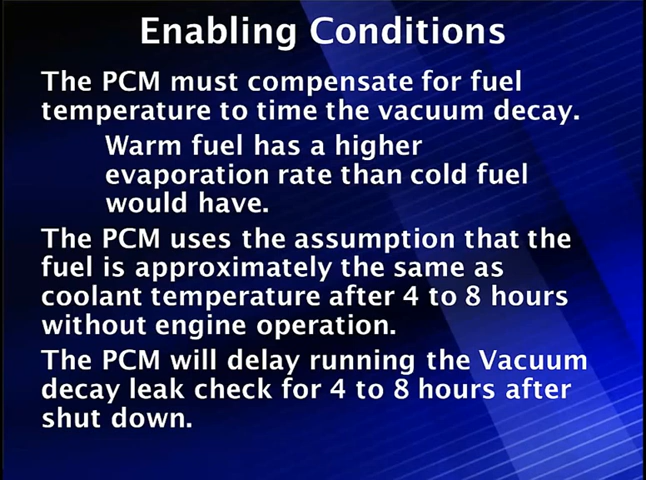 Enabling Conditions
The PCM must compensate for fuel
temperature to time the vacuum decay.
Warm fuel has a higher
evaporation rate than cold fuel
would have.
The PCM uses the assumption that the
fuel is approximately the same as
coolant temperature after 4 to 8 hours
without engine operation.
The PCM will delay running the Vacuum
decay leak check for 4 to 8 hours after
shut down.